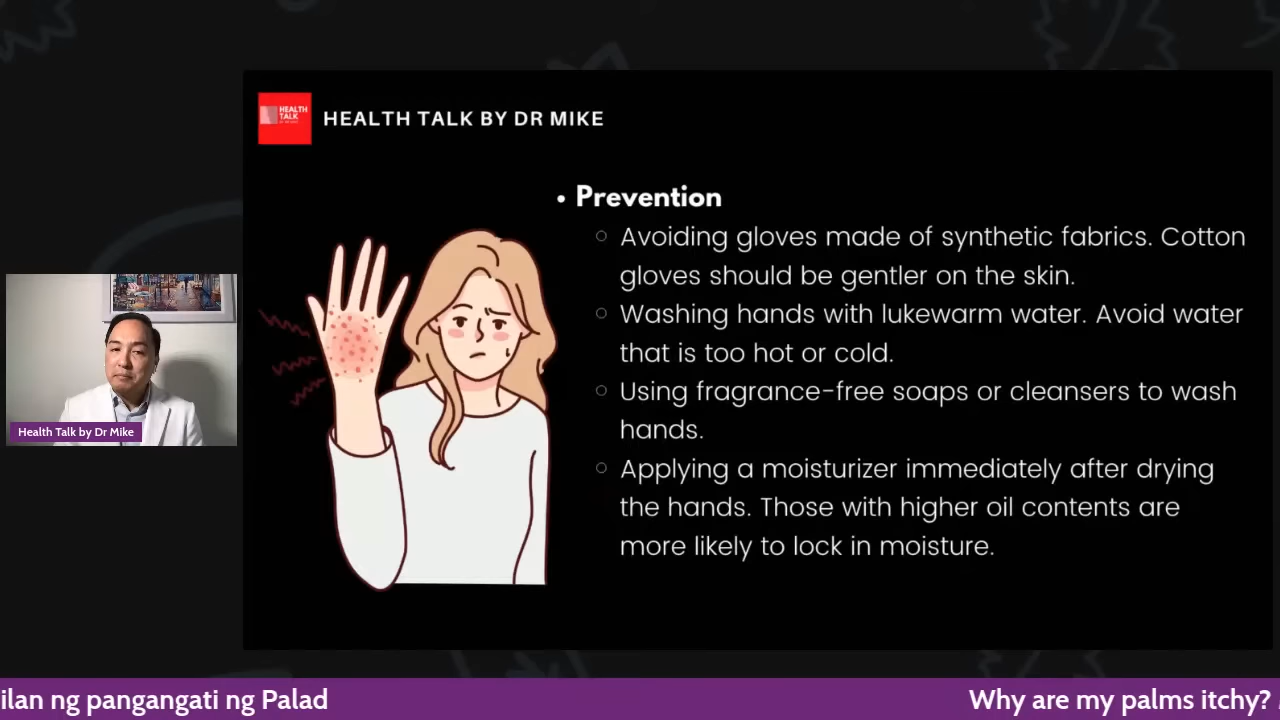 HEALTH
TALK
HEALTH TALK BY DR MIKE
• Prevention
○ Avoiding gloves made of synthetic fabrics. Cotton
gloves should be gentler on the skin.
○ Washing hands with lukewarm water. Avoid water
that is too hot or cold.
○ Using fragrance-free soaps or cleansers to wash
hands.
○ Applying a moisturizer immediately after drying
the hands. Those with higher oil contents are
more likely to lock in moisture.
Health Talk by Dr Mike
ilan ng pangangati ng Palad
Why are my palms itchy?